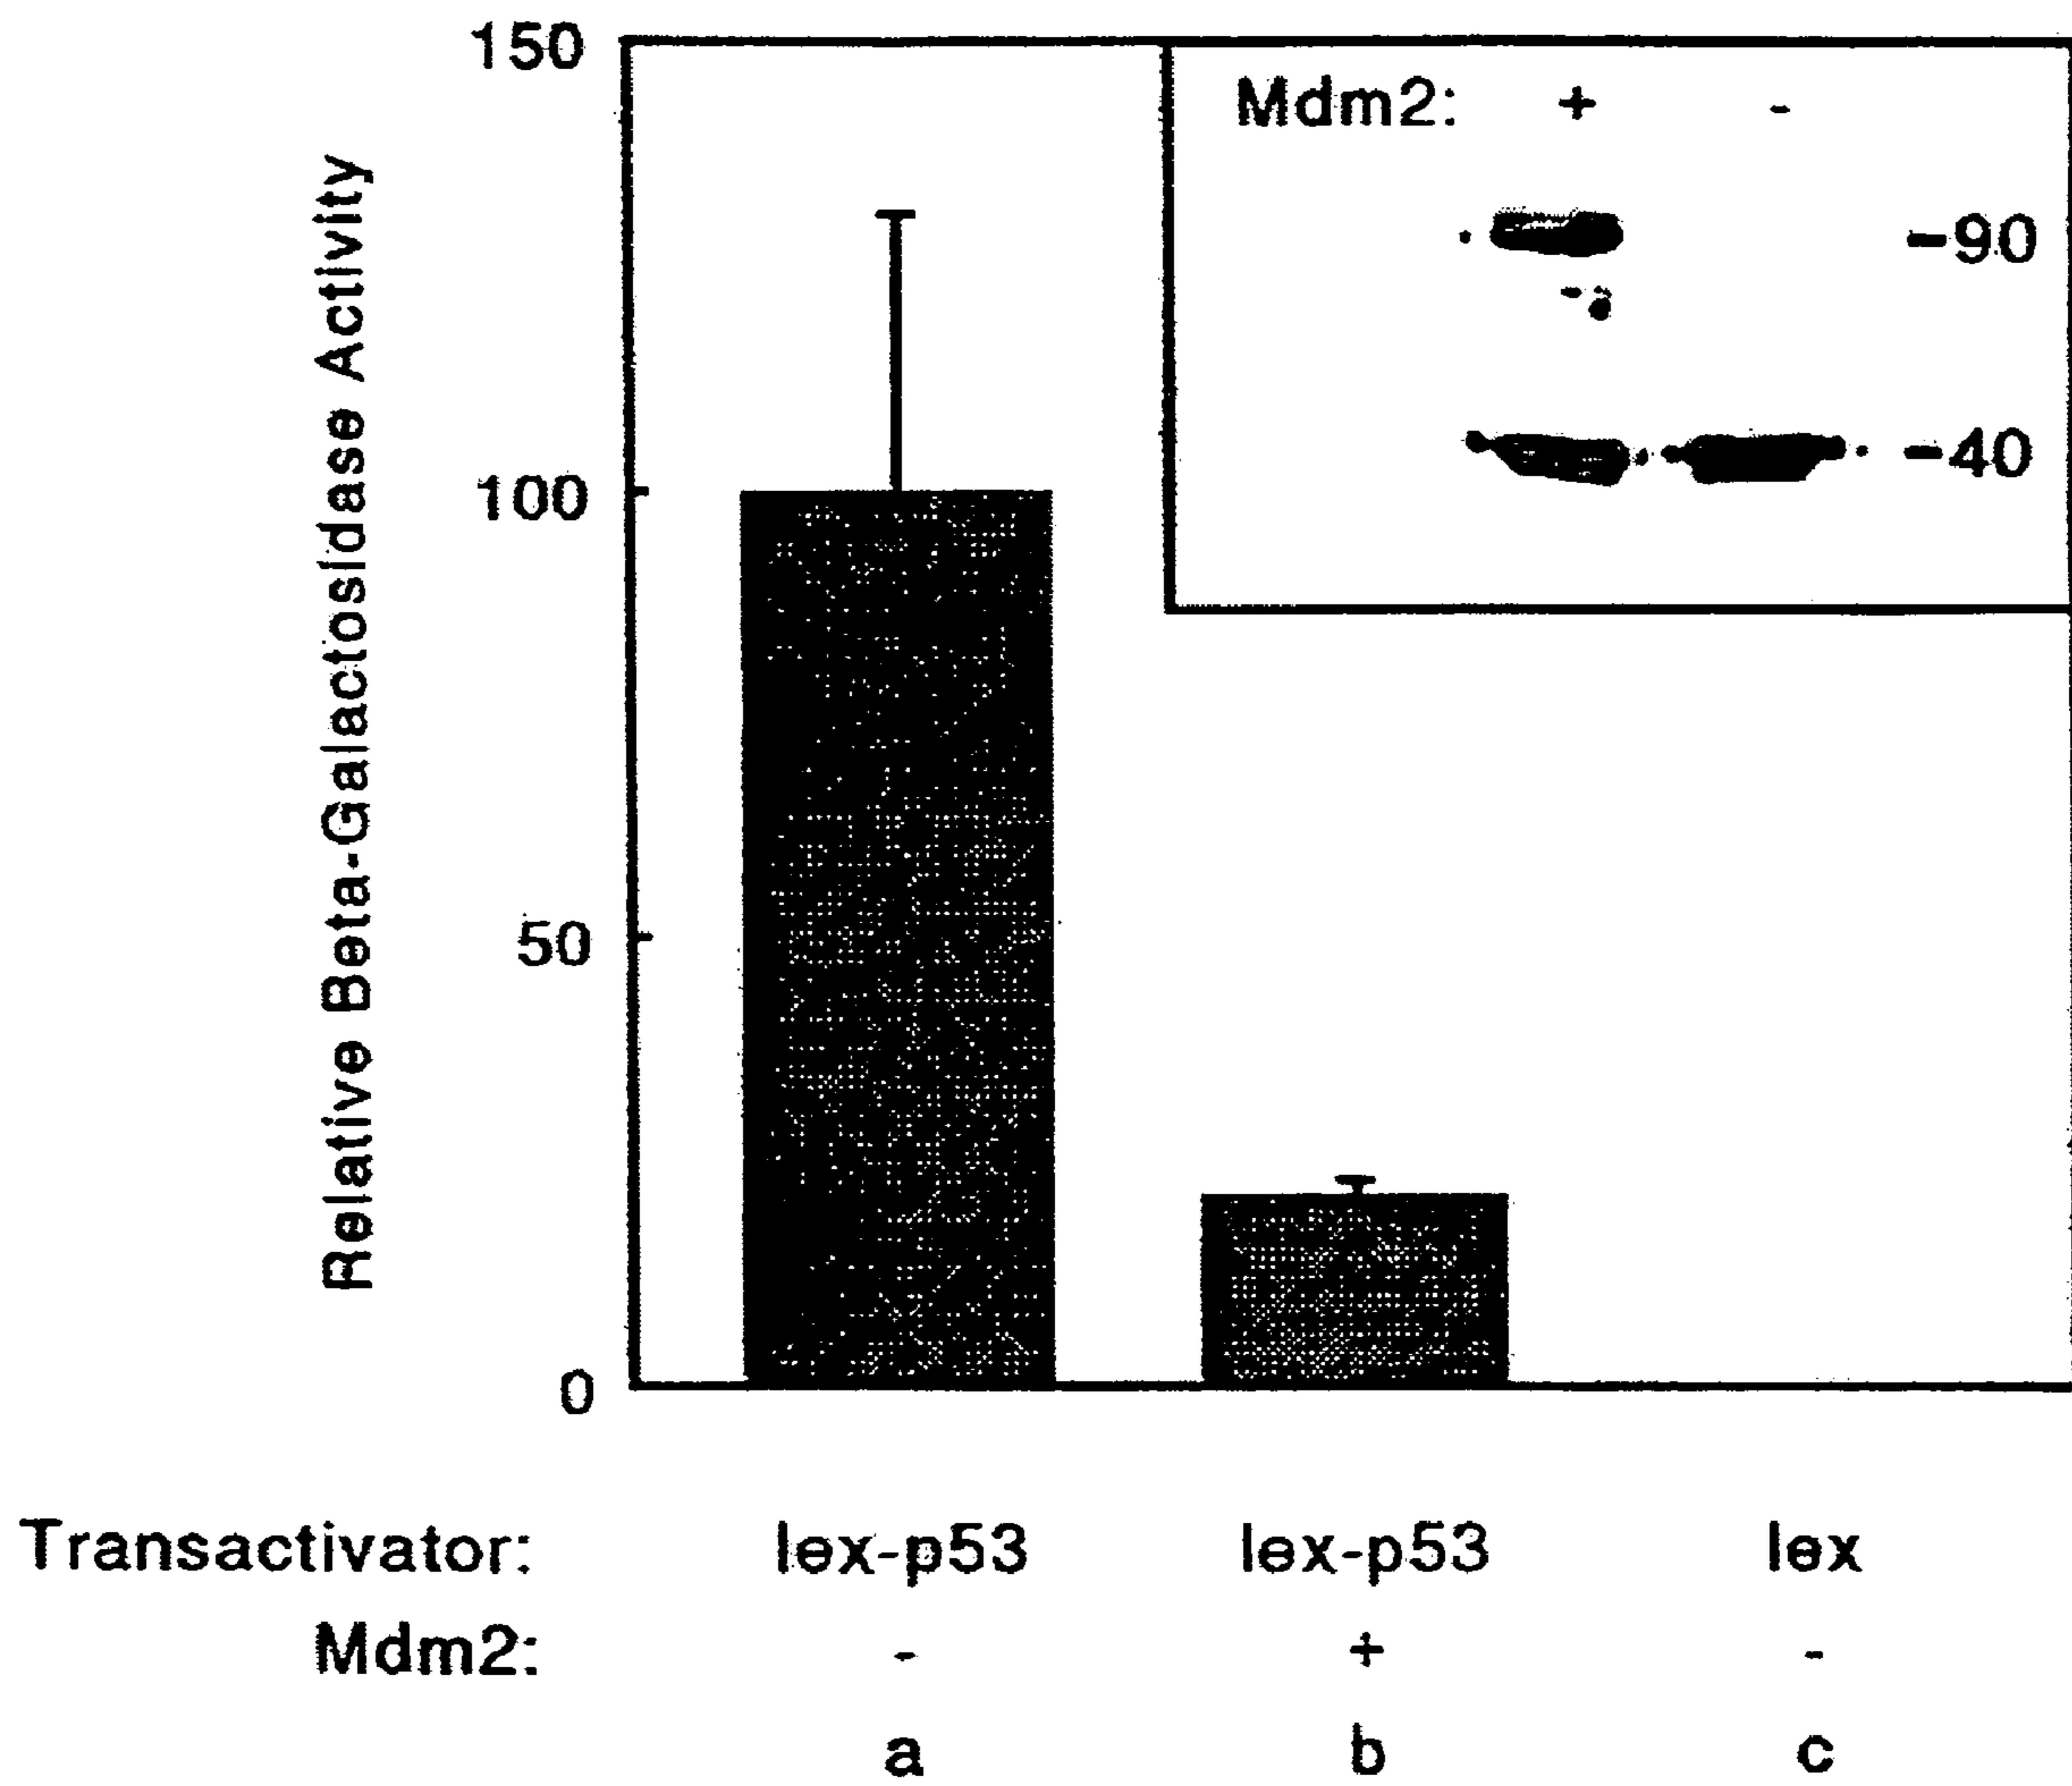 150
Mdm2: + -
-90
-40
100
50
0
Relative Beta-Galactosidase Activity
Transactivator: lex-p53 lex-p53 lex
Mdm2: - + -
a b c